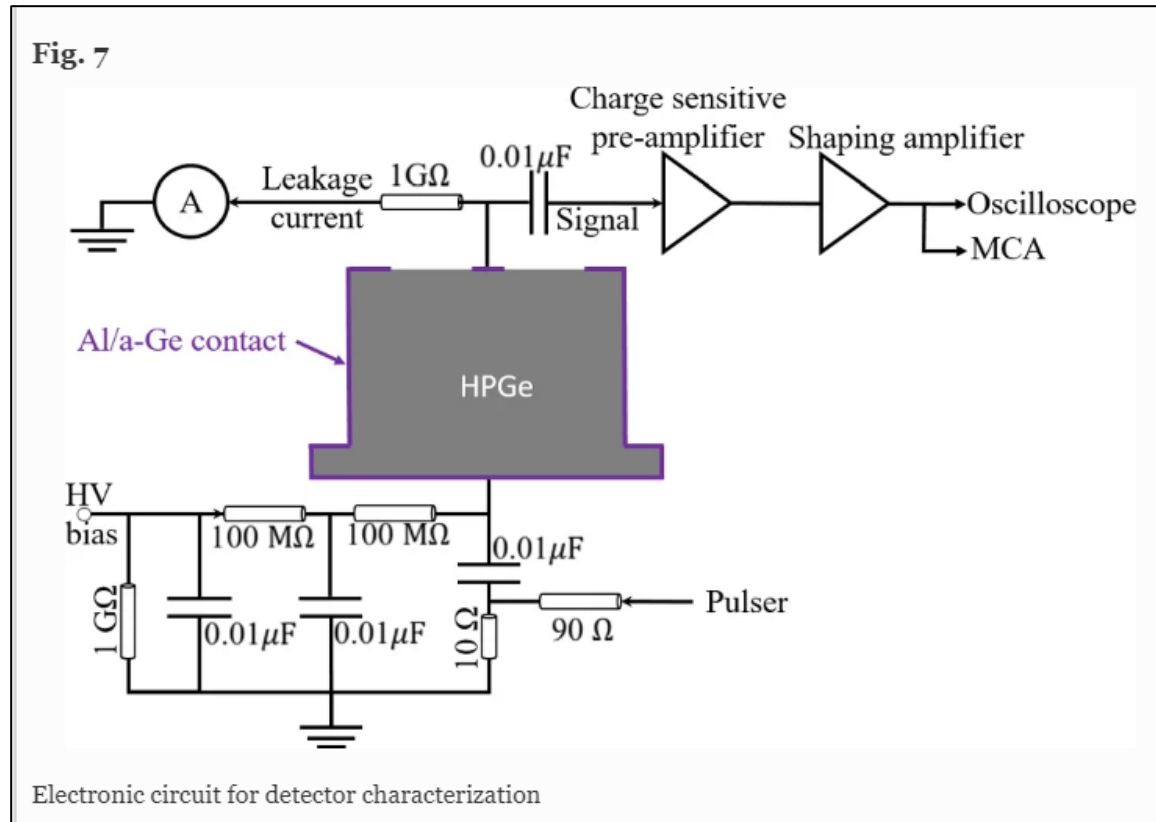 Fig. 7
Charge sensitive
pre-amplifier
Shaping amplifier
0.01μF
Leakage
current
1GΩ
A
Signal
Oscilloscope
MCA
Al/a-Ge contact
HPGe
HV
bias
100 MΩ
100 MΩ
0.01μF
1 GΩ
0.01μF
0.01μF
10 Ω
90 Ω
Pulser
Electronic circuit for detector characterization